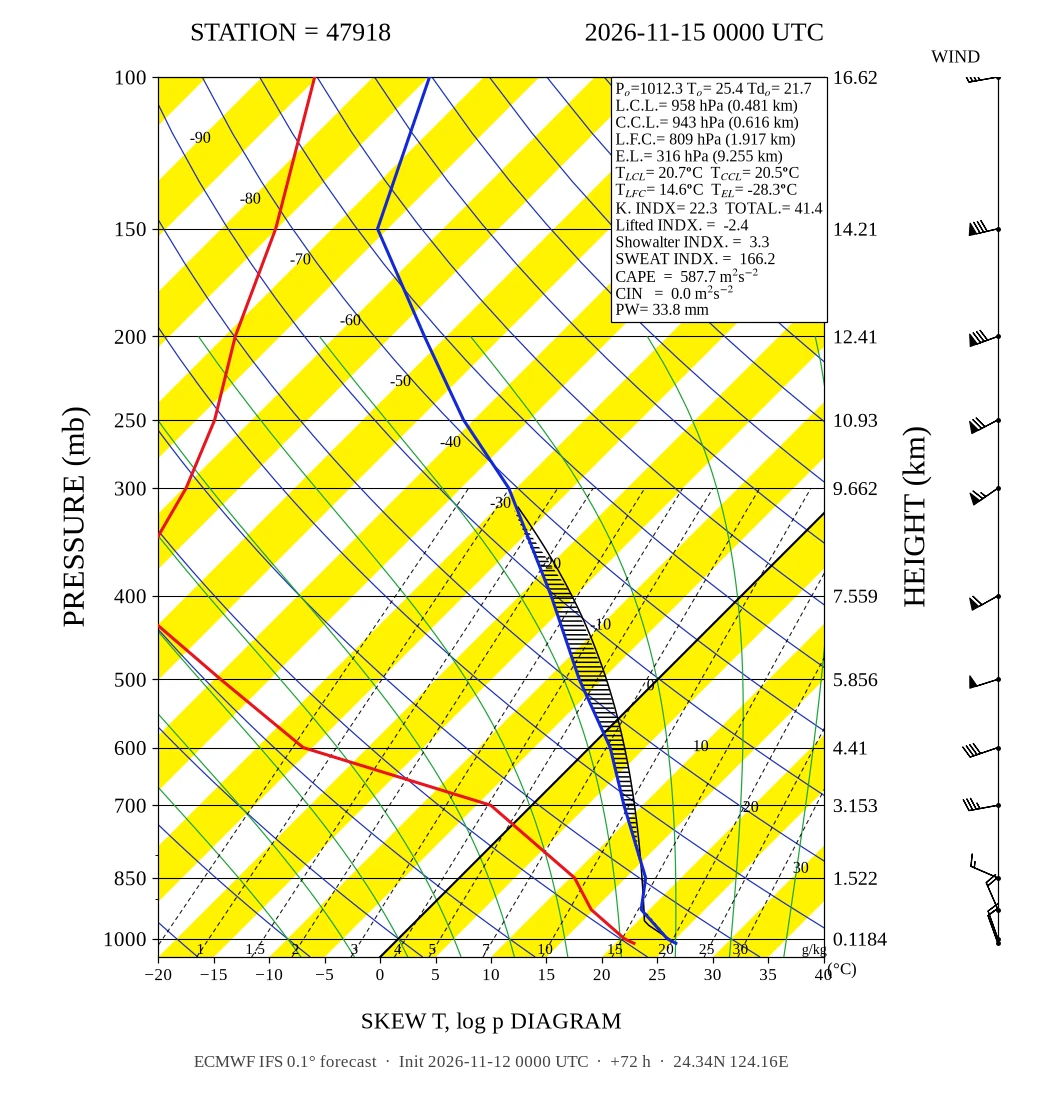 STATION = 47918
2026-11-15 0000 UTC
WIND
100
16.62
Pₒ=1012.3 Tₒ= 25.4 Tdₒ= 21.7
L.C.L.= 958 hPa (0.481 km)
C.C.L.= 943 hPa (0.616 km)
L.F.C.= 809 hPa (1.917 km)
E.L.= 316 hPa (9.255 km)
T_LCL= 20.7°C T_CCL= 20.5°C
T_LFC= 14.6°C T_EL= -28.3°C
K. INDX= 22.3 TOTAL.= 41.4
Lifted INDX. = -2.4
Showalter INDX. = 3.3
SWEAT INDX. = 166.2
CAPE = 587.7 m²s⁻²
CIN = 0.0 m²s⁻²
PW= 33.8 mm
-90
-80
150
14.21
-70
-60
200
12.41
-50
250
10.93
-40
300
9.662
-30
-20
400
7.559
-10
500
5.856
0
600
4.41
10
700
3.153
20
850
1.522
30
1000
0.1184
1 1.5 2 3 4 5 7 10 15 20 25 30 g/kg
−20 −15 −10 −5 0 5 10 15 20 25 30 35 40 (°C)
PRESSURE (mb)
HEIGHT (km)
SKEW T, log p DIAGRAM
ECMWF IFS 0.1° forecast · Init 2026-11-12 0000 UTC · +72 h · 24.34N 124.16E